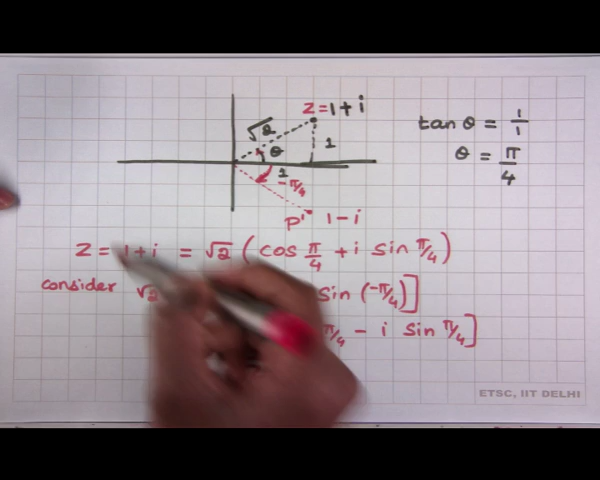 z=1+i
√2
θ
1
1
-π/4
P' 1-i
tan θ = 1/1
θ = π/4
z = 1+i = √2 (cos π/4 + i sin π/4)
consider √2 sin (-π/4)]
π/4 - i sin π/4]
ETSC, IIT DELHI